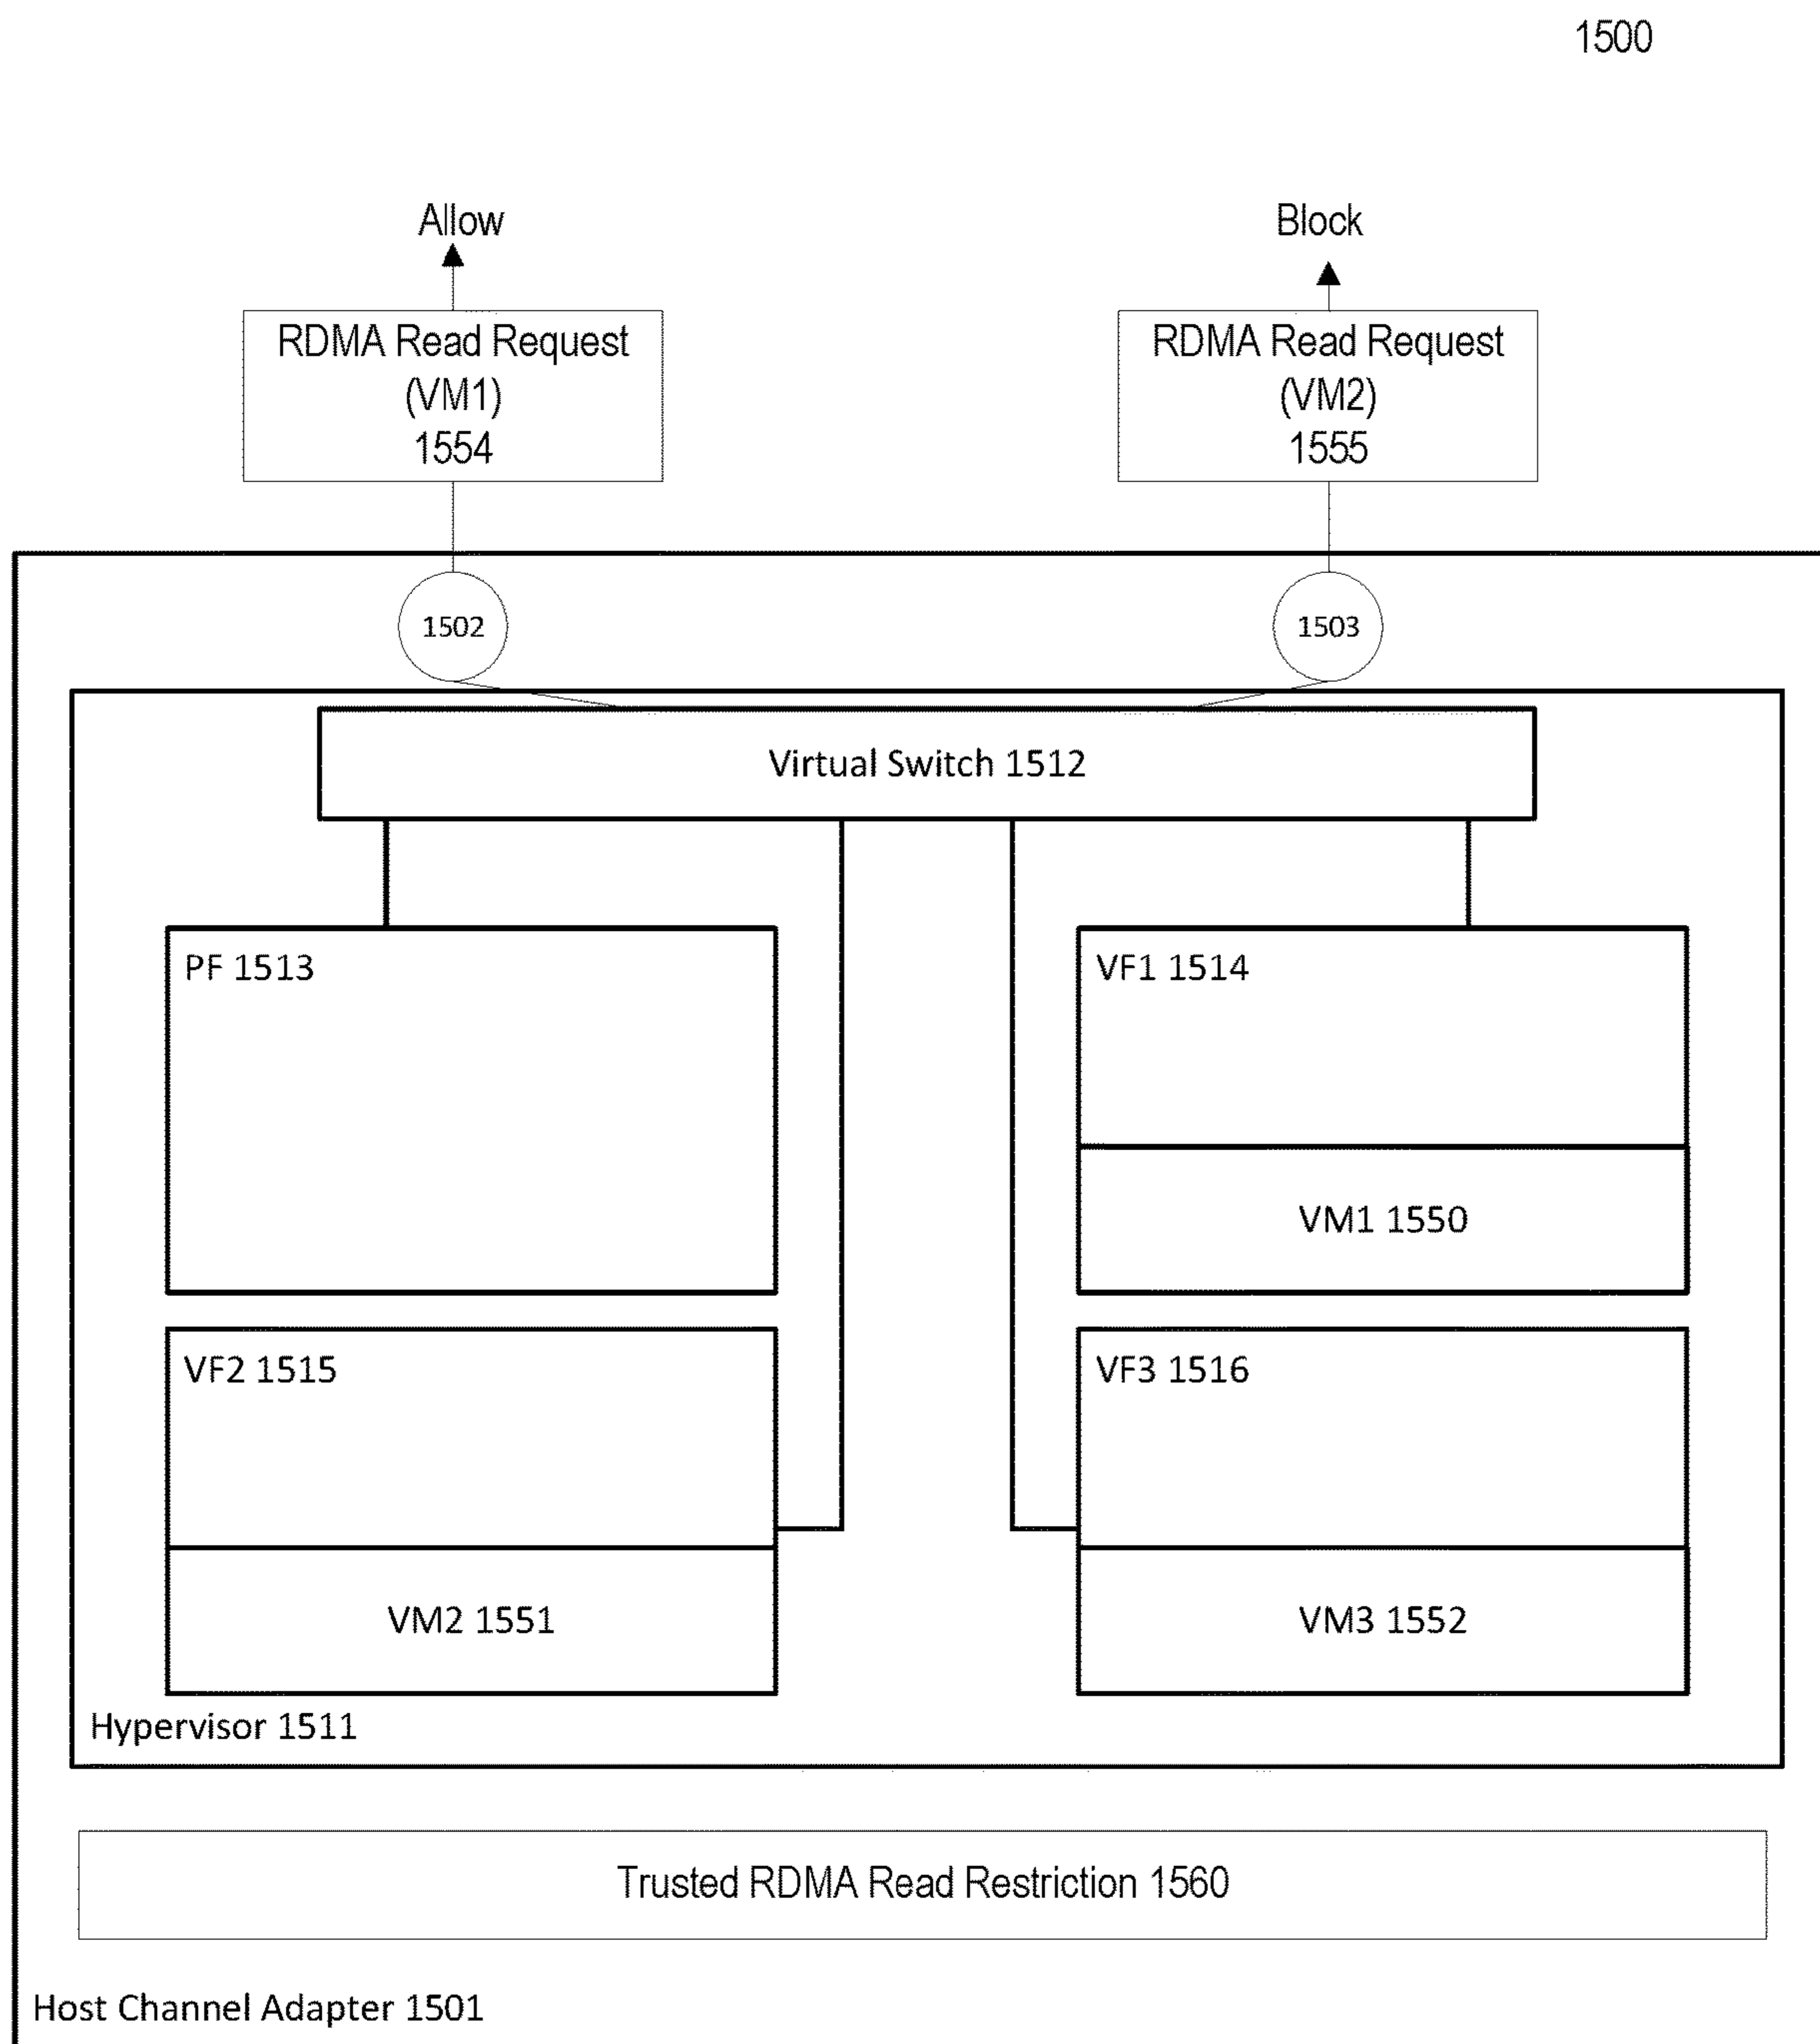 1500
Allow
Block
RDMA Read Request
(VM1)
1554
RDMA Read Request
(VM2)
1555
1502
1503
Virtual Switch 1512
PF 1513
VF1 1514
VM1 1550
VF2 1515
VF3 1516
VM2 1551
VM3 1552
Hypervisor 1511
Trusted RDMA Read Restriction 1560
Host Channel Adapter 1501